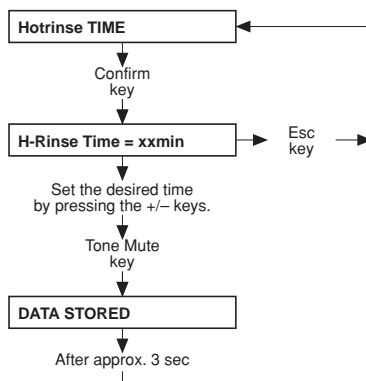 Hotrinse TIME
Confirm
key
H-Rinse Time = xxmin
Esc
key
Set the desired time
by pressing the +/– keys.
Tone Mute
key
DATA STORED
After approx. 3 sec